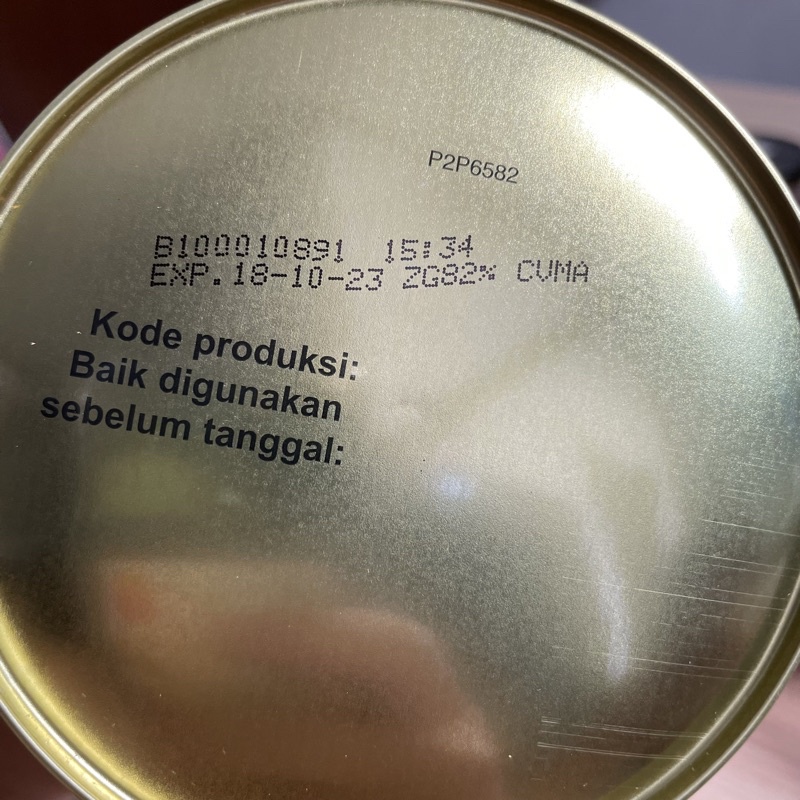 P2P6582
B100010891 15:34
EXP.18-10-23 ZG82% CVMA
Kode produksi:
Baik digunakan
sebelum tanggal: